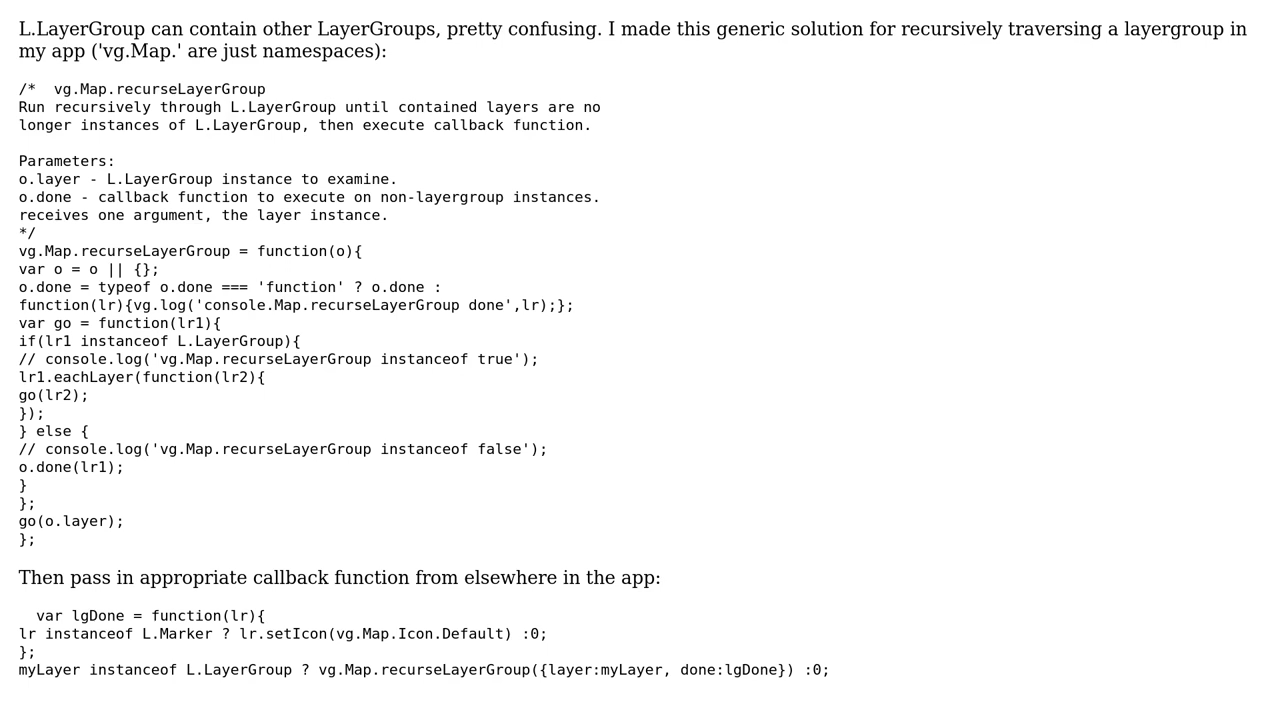 L.LayerGroup can contain other LayerGroups, pretty confusing. I made this generic solution for recursively traversing a layergroup in
my app ('vg.Map.' are just namespaces):
/*  vg.Map.recurseLayerGroup
Run recursively through L.LayerGroup until contained layers are no
longer instances of L.LayerGroup, then execute callback function.
Parameters:
o.layer - L.LayerGroup instance to examine.
o.done - callback function to execute on non-layergroup instances.
receives one argument, the layer instance.
*/
vg.Map.recurseLayerGroup = function(o){
var o = o || {};
o.done = typeof o.done === 'function' ? o.done :
function(lr){vg.log('console.Map.recurseLayerGroup done',lr);};
var go = function(lr1){
if(lr1 instanceof L.LayerGroup){
// console.log('vg.Map.recurseLayerGroup instanceof true');
lr1.eachLayer(function(lr2){
go(lr2);
});
} else {
// console.log('vg.Map.recurseLayerGroup instanceof false');
o.done(lr1);
}
};
go(o.layer);
};
Then pass in appropriate callback function from elsewhere in the app:
  var lgDone = function(lr){
lr instanceof L.Marker ? lr.setIcon(vg.Map.Icon.Default) :0;
};
myLayer instanceof L.LayerGroup ? vg.Map.recurseLayerGroup({layer:myLayer, done:lgDone}) :0;